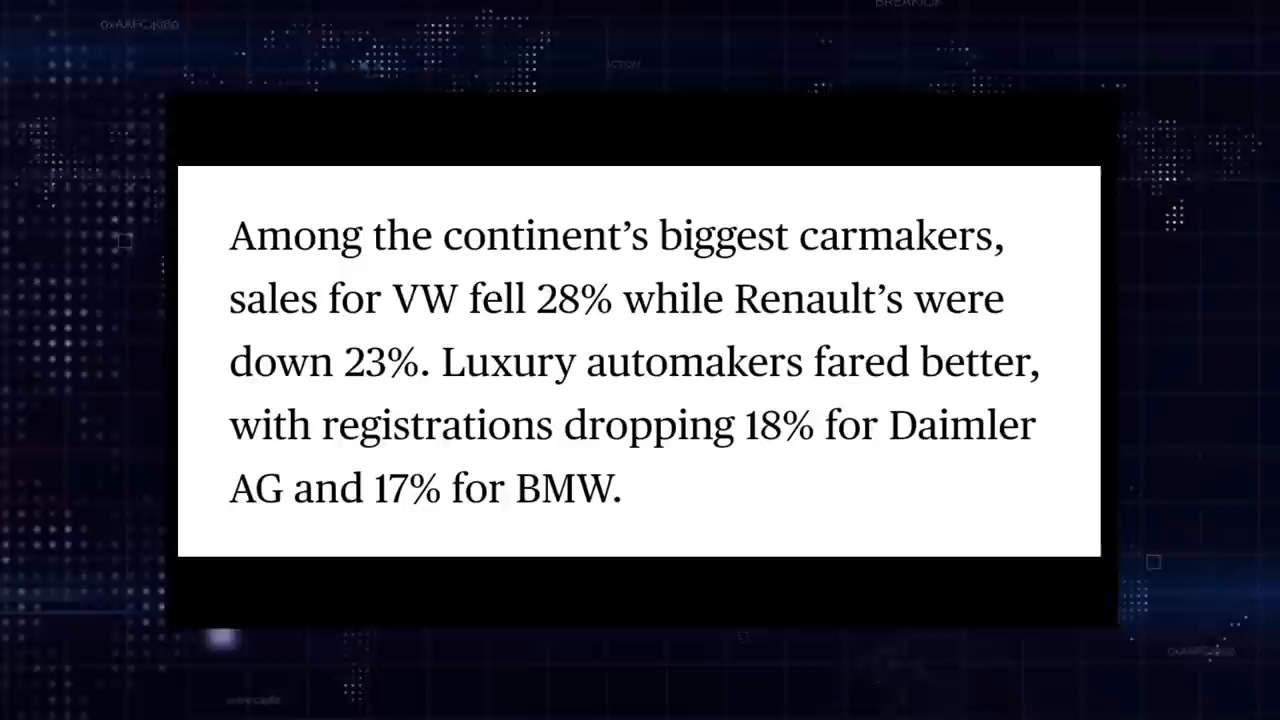 BREAKION
Among the continent’s biggest carmakers,
sales for VW fell 28% while Renault’s were
down 23%. Luxury automakers fared better,
with registrations dropping 18% for Daimler
AG and 17% for BMW.